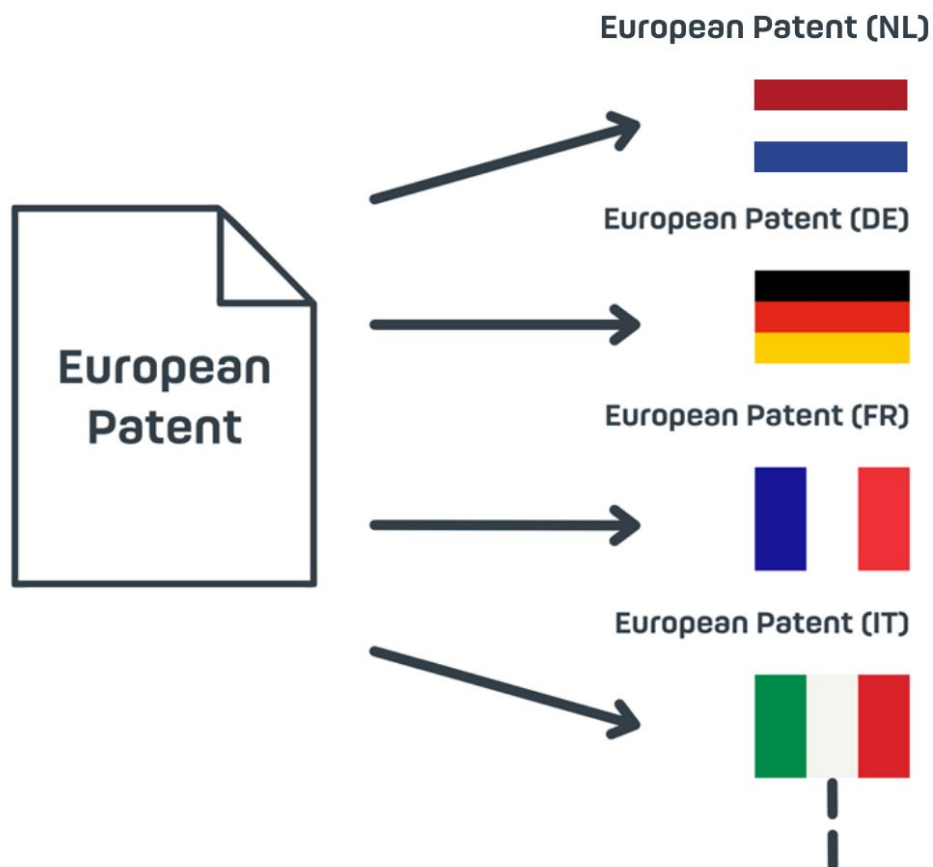 European Patent (NL)
European Patent (DE)
European
Patent
European Patent (FR)
European Patent (IT)